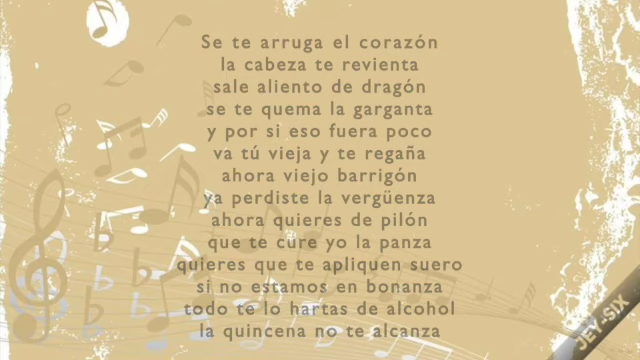 Se te arruga el corazón
la cabeza te revienta
sale aliento de dragón
se te quema la garganta
y por si eso fuera poco
va tú vieja y te regaña
ahora viejo barrigón
ya perdiste la vergüenza
ahora quieres de pilón
que te cure yo la panza
quieres que te apliquen suero
si no estamos en bonanza
todo te lo hartas de alcohol
la quincena no te alcanza
JEY-SIX